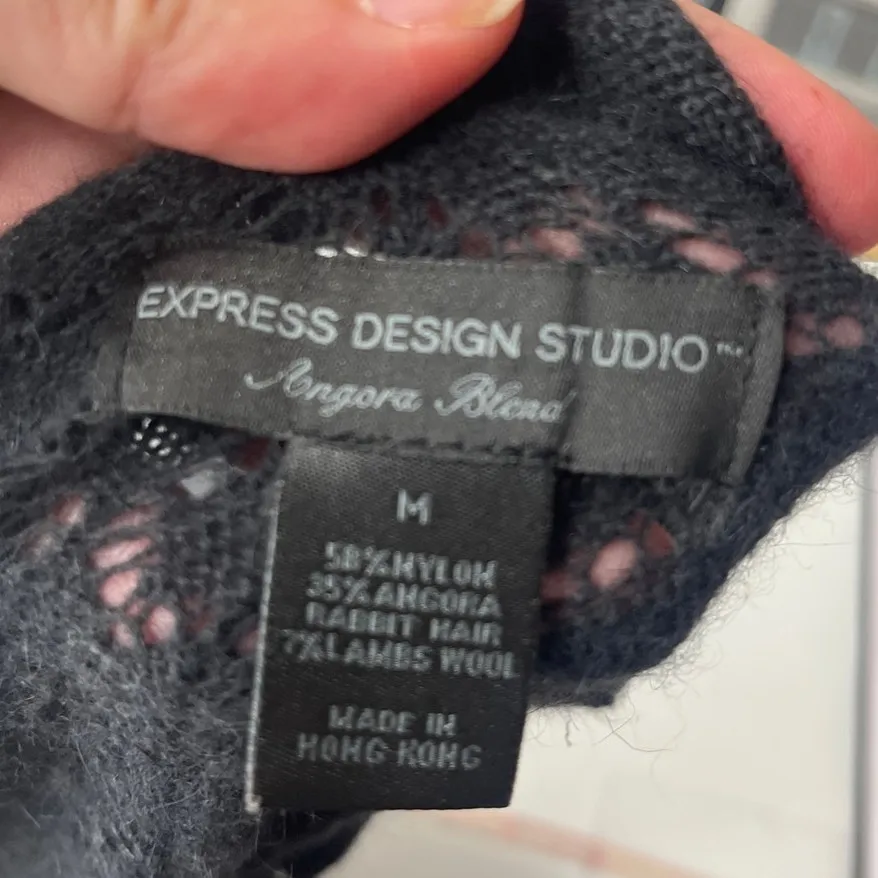 EXPRESS DESIGN STUDIO™
Angora Blend
M
58% NYLON
35% ANGORA
RABBIT HAIR
7% LAMBS WOOL
MADE IN
HONG KONG